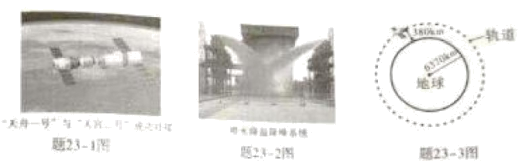 "天舟一号"与"天宫二号"成功对接
题23-1图
喷水降温降噪系统
题23-2图
380km
轨道
6370km
地球
题23-3图